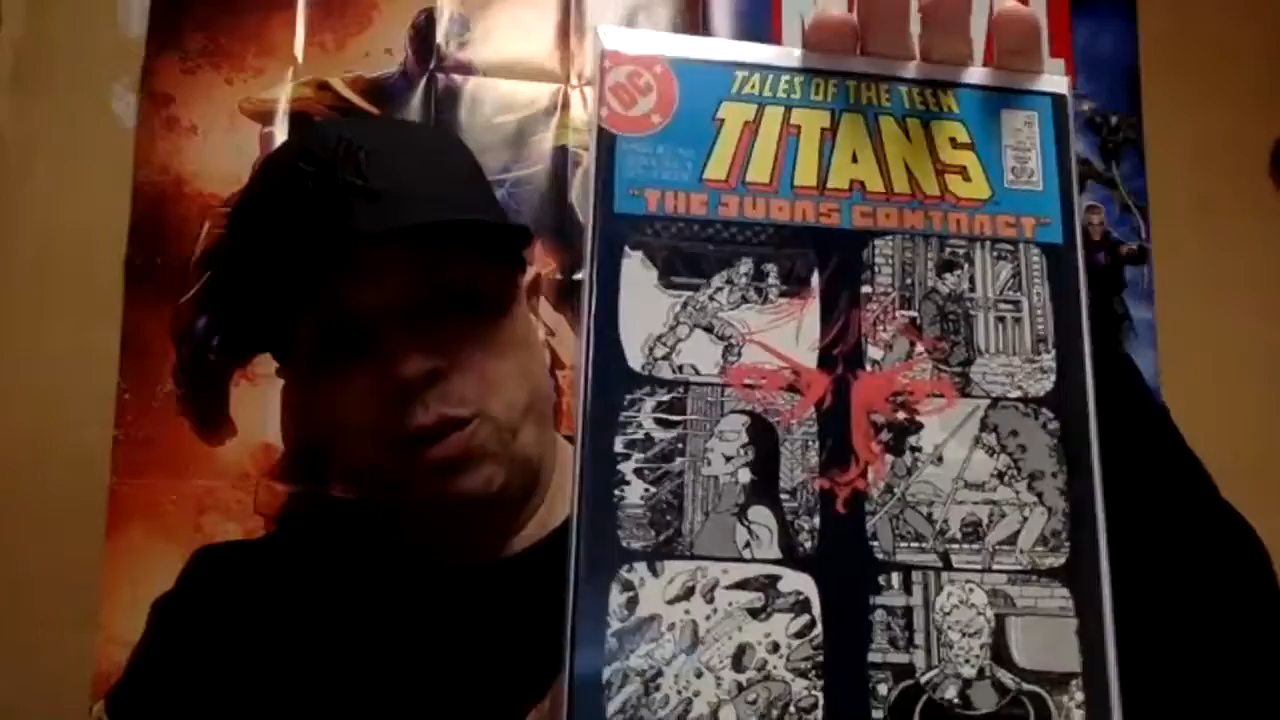 DC
TALES OF THE TEEN
TITANS
"THE JUDAS CONTRACT"